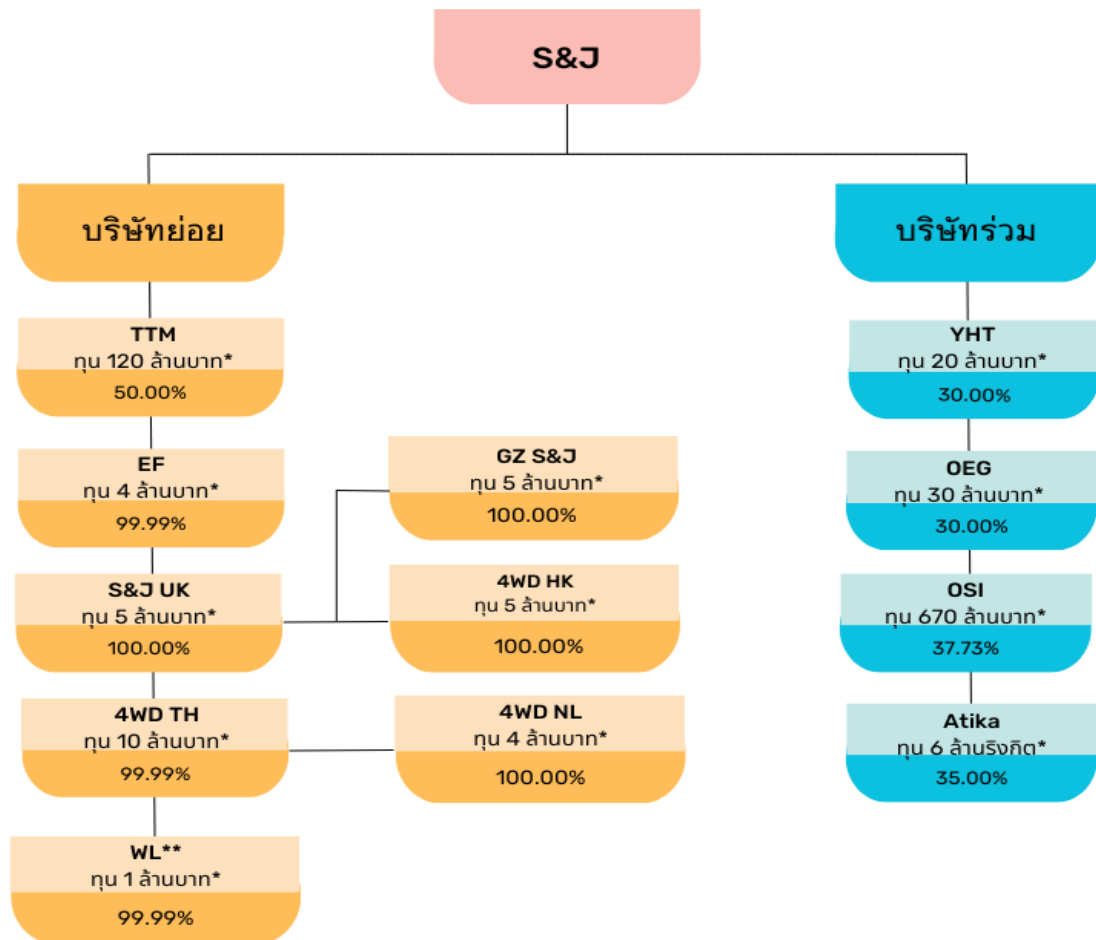 S&J
บริษัทย่อย
บริษัทร่วม
TTM
ทุน 120 ล้านบาท*
50.00%
EF
ทุน 4 ล้านบาท*
99.99%
S&J UK
ทุน 5 ล้านบาท*
100.00%
4WD TH
ทุน 10 ล้านบาท*
99.99%
WL**
ทุน 1 ล้านบาท*
99.99%
GZ S&J
ทุน 5 ล้านบาท*
100.00%
4WD HK
ทุน 5 ล้านบาท*
100.00%
4WD NL
ทุน 4 ล้านบาท*
100.00%
YHT
ทุน 20 ล้านบาท*
30.00%
OEG
ทุน 30 ล้านบาท*
30.00%
OSI
ทุน 670 ล้านบาท*
37.73%
Atika
ทุน 6 ล้านริงกิต*
35.00%